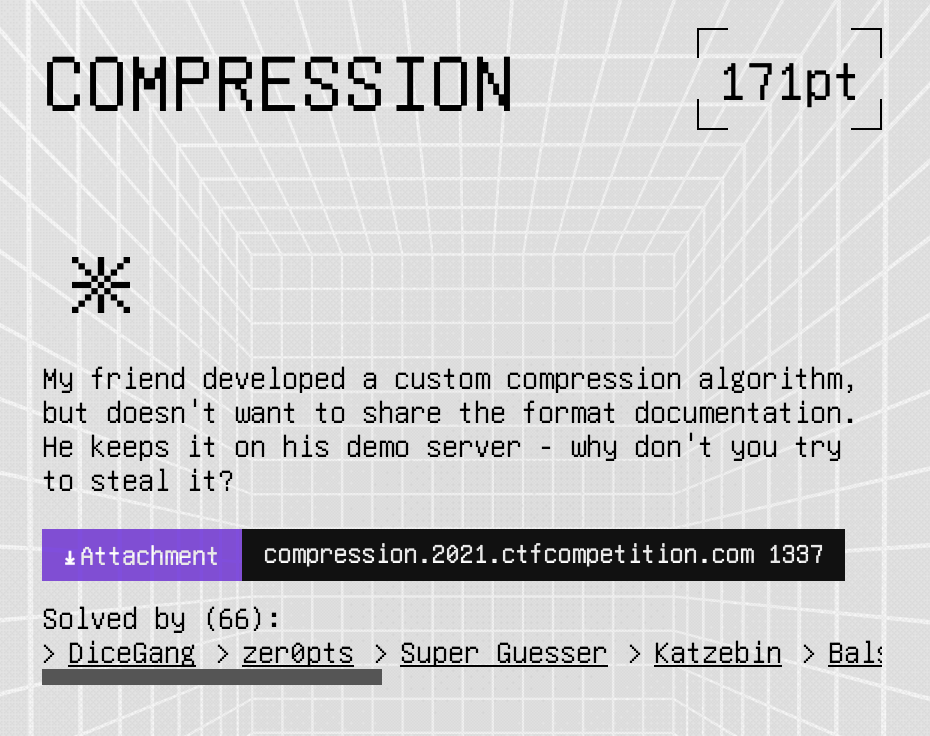 COMPRESSION
171pt
My friend developed a custom compression algorithm,
but doesn't want to share the format documentation.
He keeps it on his demo server - why don't you try
to steal it?
Attachment compression.2021.ctfcompetition.com 1337
Solved by (66):
> DiceGang > zer0pts > Super Guesser > Katzebin > Bals